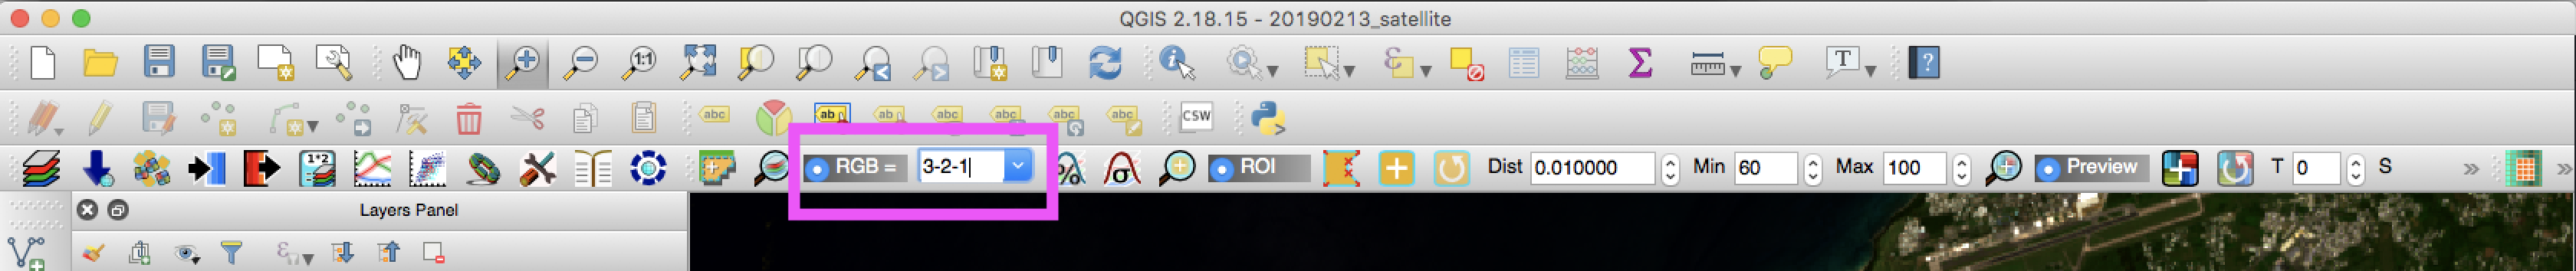 QGIS 2.18.15 - 20190213_satellite
1:1
ε
Σ
T
?
abc ab ab abc abc abc abc CSW
1*2 RGB = 3-2-1 % σ ROI Dist 0.010000 Min 60 Max 100 Preview T 0 S » »
Layers Panel
ε